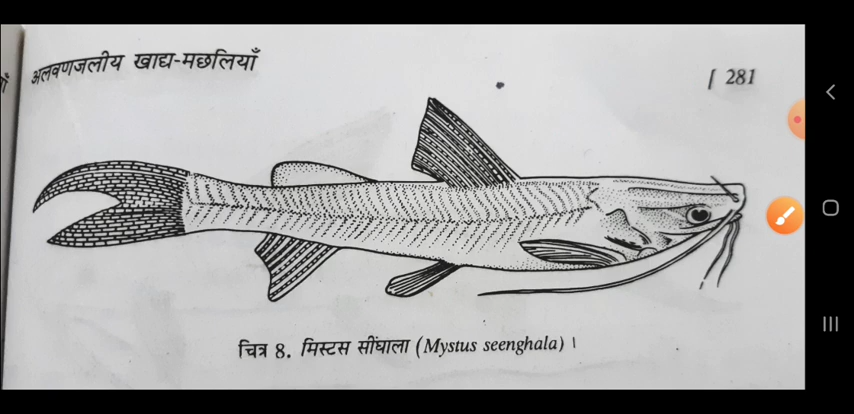 अलवणजलीय खाद्य-मछलियाँ
[ 281
चित्र 8. मिस्टस सींघाला (Mystus seenghala) ।